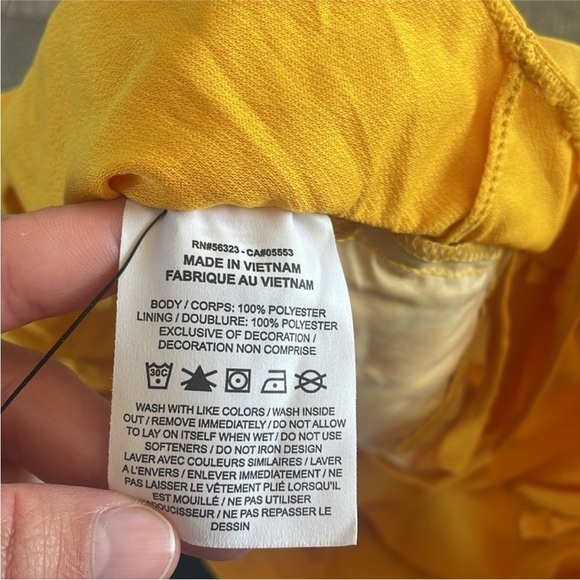 RN#56323 - CA#05553
MADE IN VIETNAM
FABRIQUE AU VIETNAM
BODY / CORPS: 100% POLYESTER
LINING / DOUBLURE: 100% POLYESTER
EXCLUSIVE OF DECORATION /
DECORATION NON COMPRISE
30C
WASH WITH LIKE COLORS / WASH INSIDE
OUT / REMOVE IMMEDIATELY / DO NOT ALLOW
TO LAY ON ITSELF WHEN WET / DO NOT USE
SOFTENERS / DO NOT IRON DESIGN
LAVER AVEC COULEURS SIMILAIRES / LAVER
A L'ENVERS / ENLEVER IMMEDIATEMENT / NE
PAS LAISSER LE VÊTEMENT PLIÉ LORSQU'IL
EST MOUILLÉ / NE PAS UTILISER
D'ADOUCISSEUR / NE PAS REPASSER LE
DESSIN